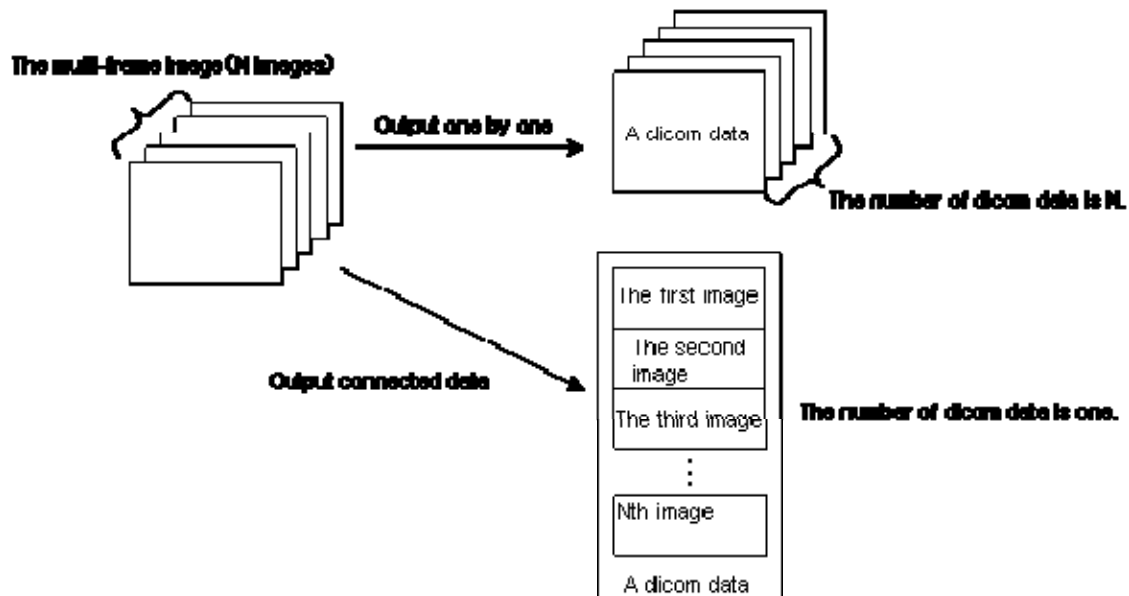 The multi-frame image (N images)
Output one by one
A dicom data
The number of dicom data is N.
The first image
The second
image
The third image
Output connected data
The number of dicom data is one.
Nth image
A dicom data